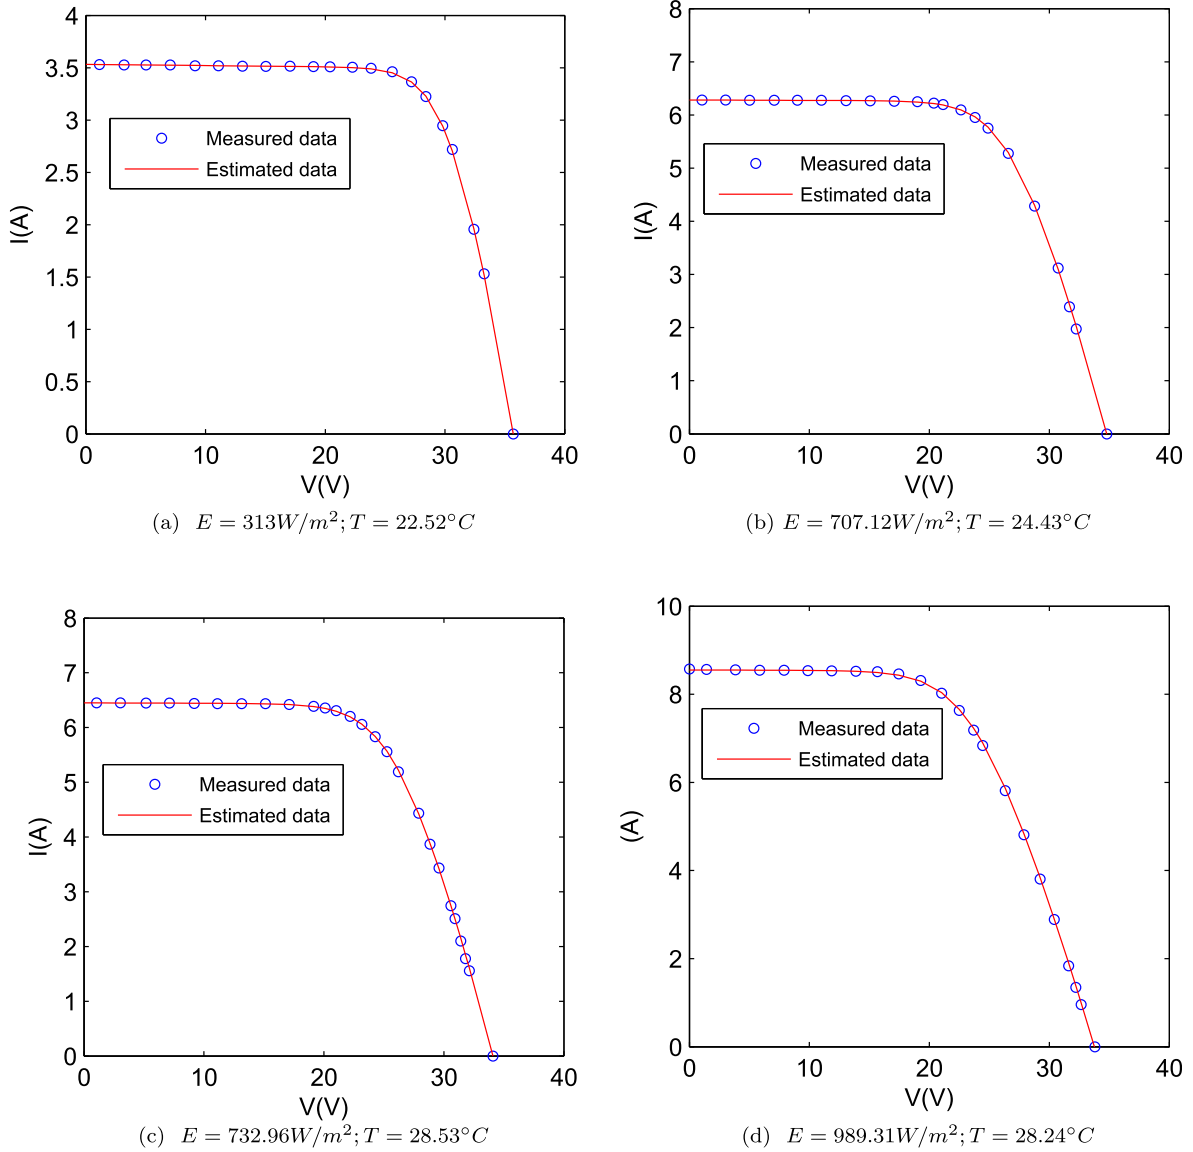 4
3.5
3
2.5
2
1.5
1
0.5
0
I(A)
Measured data
Estimated data
0 10 20 30 40
V(V)
(a) E = 313W/m²; T = 22.52°C
8
7
6
5
4
3
2
1
0
I(A)
Measured data
Estimated data
0 10 20 30 40
V(V)
(b) E = 707.12W/m²; T = 24.43°C
8
7
6
5
4
3
2
1
0
I(A)
Measured data
Estimated data
0 10 20 30 40
V(V)
(c) E = 732.96W/m²; T = 28.53°C
10
8
6
4
2
0
(A)
Measured data
Estimated data
0 10 20 30 40
V(V)
(d) E = 989.31W/m²; T = 28.24°C